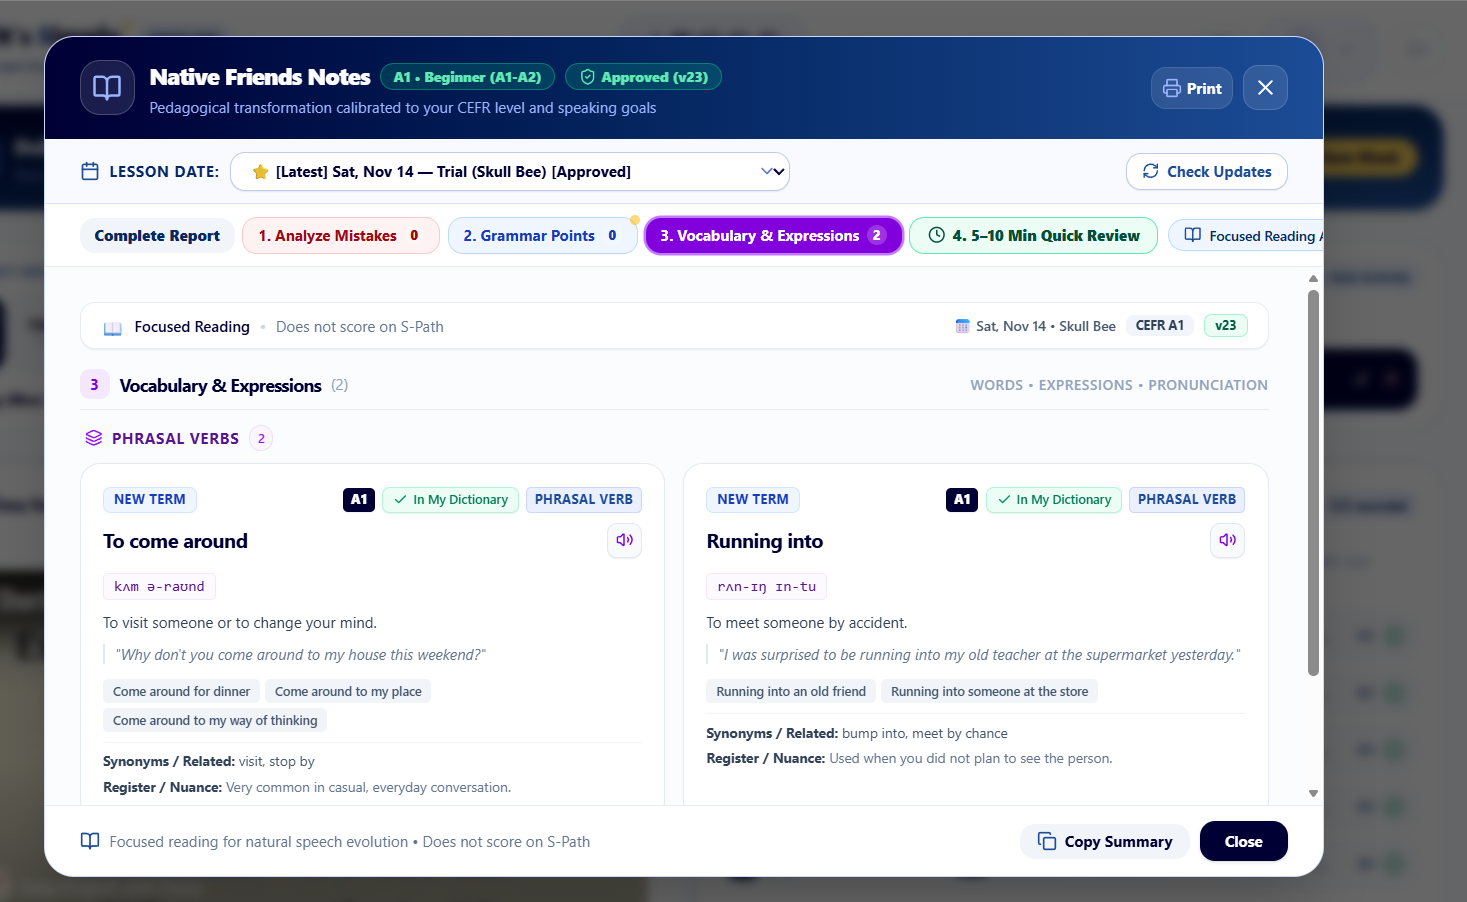 Native Friends Notes
A1 • Beginner (A1-A2)
Approved (v23)
Pedagogical transformation calibrated to your CEFR level and speaking goals
Print
LESSON DATE:
[Latest] Sat, Nov 14 — Trial (Skull Bee) [Approved]
Check Updates
Complete Report
1. Analyze Mistakes 0
2. Grammar Points 0
3. Vocabulary & Expressions 2
4. 5–10 Min Quick Review
Focused Reading
Focused Reading • Does not score on S-Path
Sat, Nov 14 • Skull Bee
CEFR A1
v23
3 Vocabulary & Expressions (2)
WORDS • EXPRESSIONS • PRONUNCIATION
PHRASAL VERBS 2
NEW TERM
A1
In My Dictionary
PHRASAL VERB
To come around
kʌm ə-raʊnd
To visit someone or to change your mind.
"Why don't you come around to my house this weekend?"
Come around for dinner
Come around to my place
Come around to my way of thinking
Synonyms / Related: visit, stop by
Register / Nuance: Very common in casual, everyday conversation.
NEW TERM
A1
In My Dictionary
PHRASAL VERB
Running into
rʌn-ɪŋ ɪn-tu
To meet someone by accident.
"I was surprised to be running into my old teacher at the supermarket yesterday."
Running into an old friend
Running into someone at the store
Synonyms / Related: bump into, meet by chance
Register / Nuance: Used when you did not plan to see the person.
Focused reading for natural speech evolution • Does not score on S-Path
Copy Summary
Close